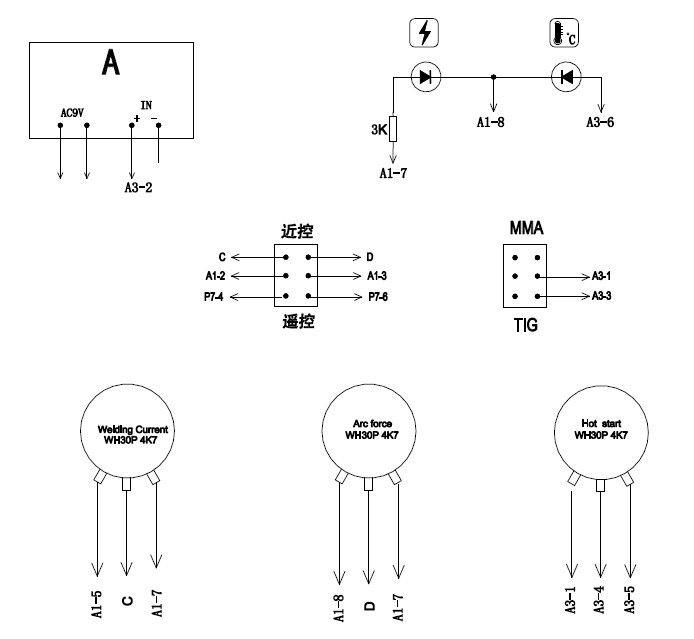 A
°C
AC9V
IN
+ -
A3-2
3K
A1-8
A3-6
A1-7
近控
C
D
A1-2
A1-3
P7-4
P7-6
遥控
MMA
A3-1
A3-3
TIG
Welding Current
WH30P 4K7
Arc force
WH30P 4K7
Hot start
WH30P 4K7
A1-5
C
A1-7
A1-8
D
A1-7
A3-1
A3-4
A3-5